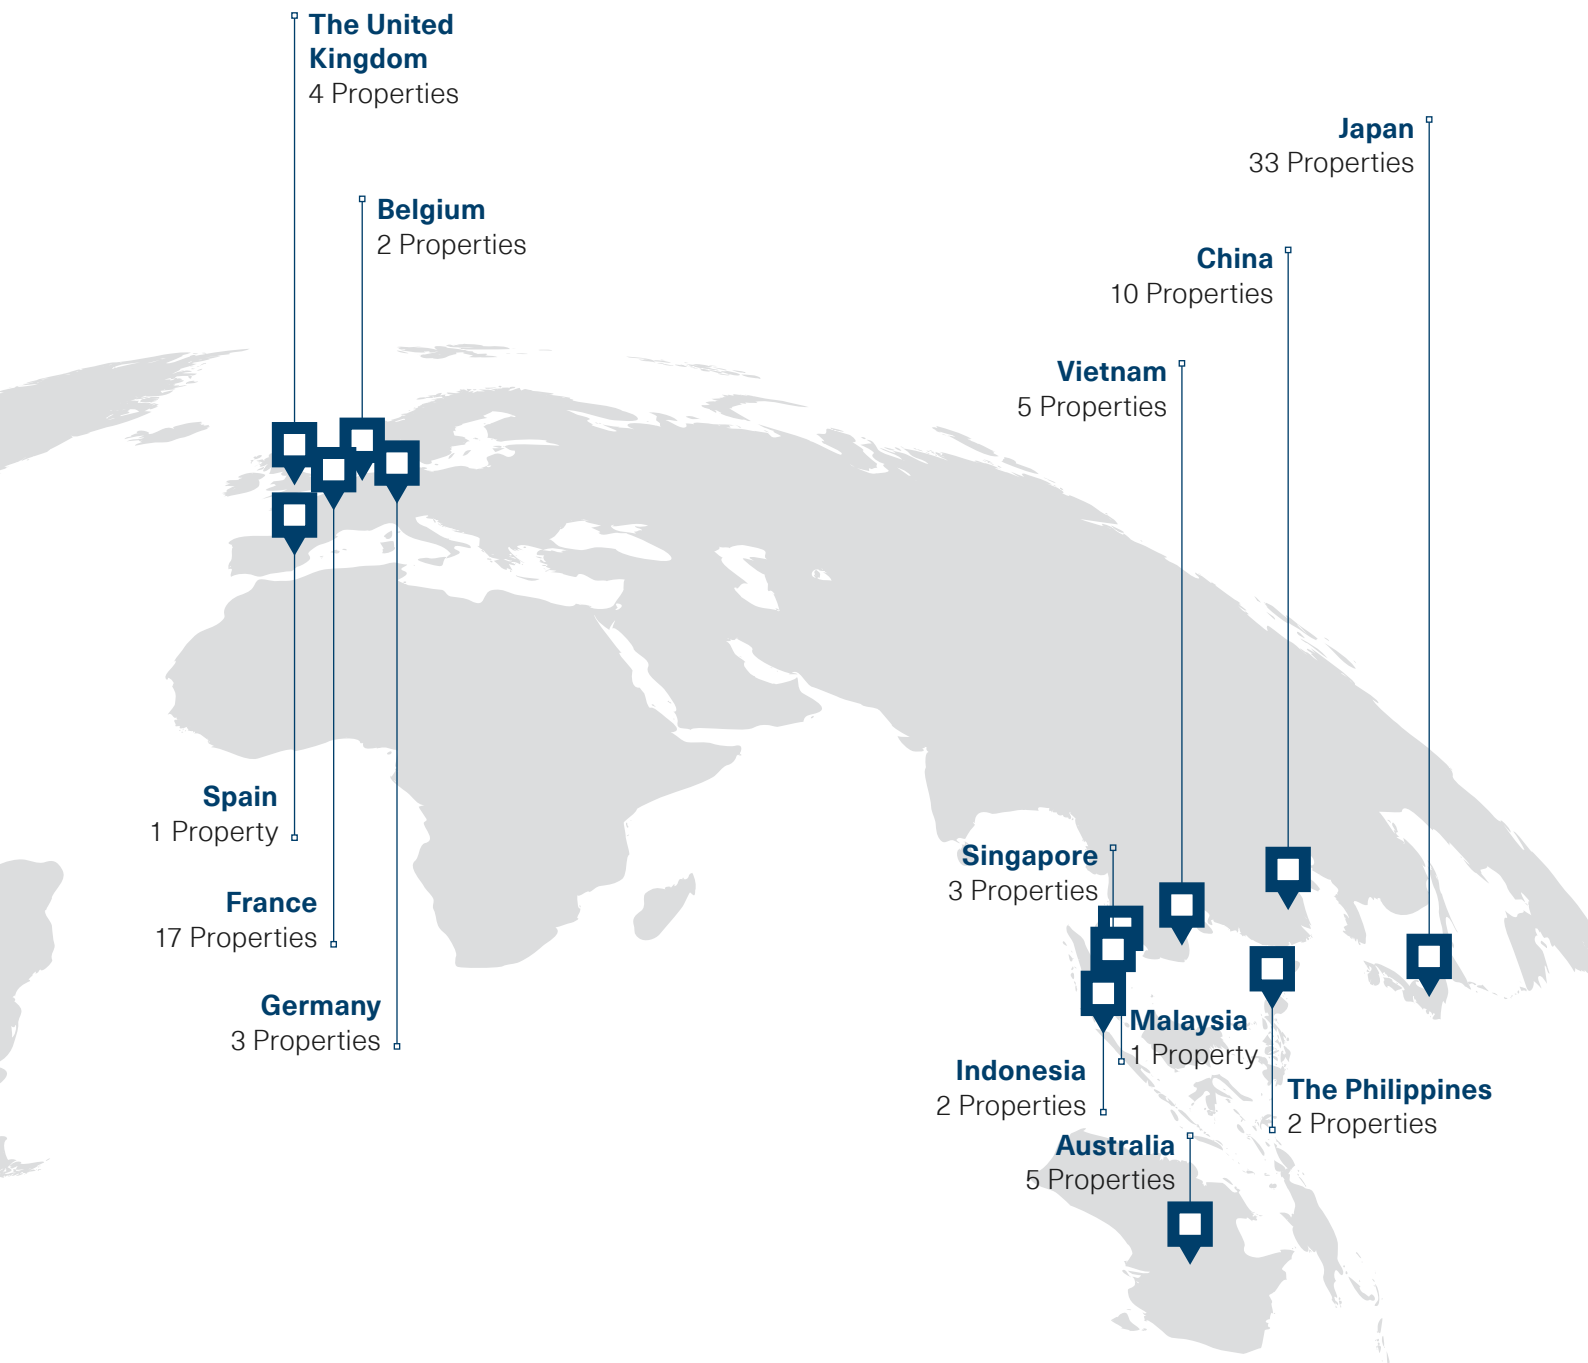 The United
Kingdom
4 Properties
Japan
33 Properties
Belgium
2 Properties
China
10 Properties
Vietnam
5 Properties
Spain
1 Property
Singapore
3 Properties
France
17 Properties
Germany
3 Properties
Malaysia
1 Property
Indonesia
2 Properties
The Philippines
2 Properties
Australia
5 Properties